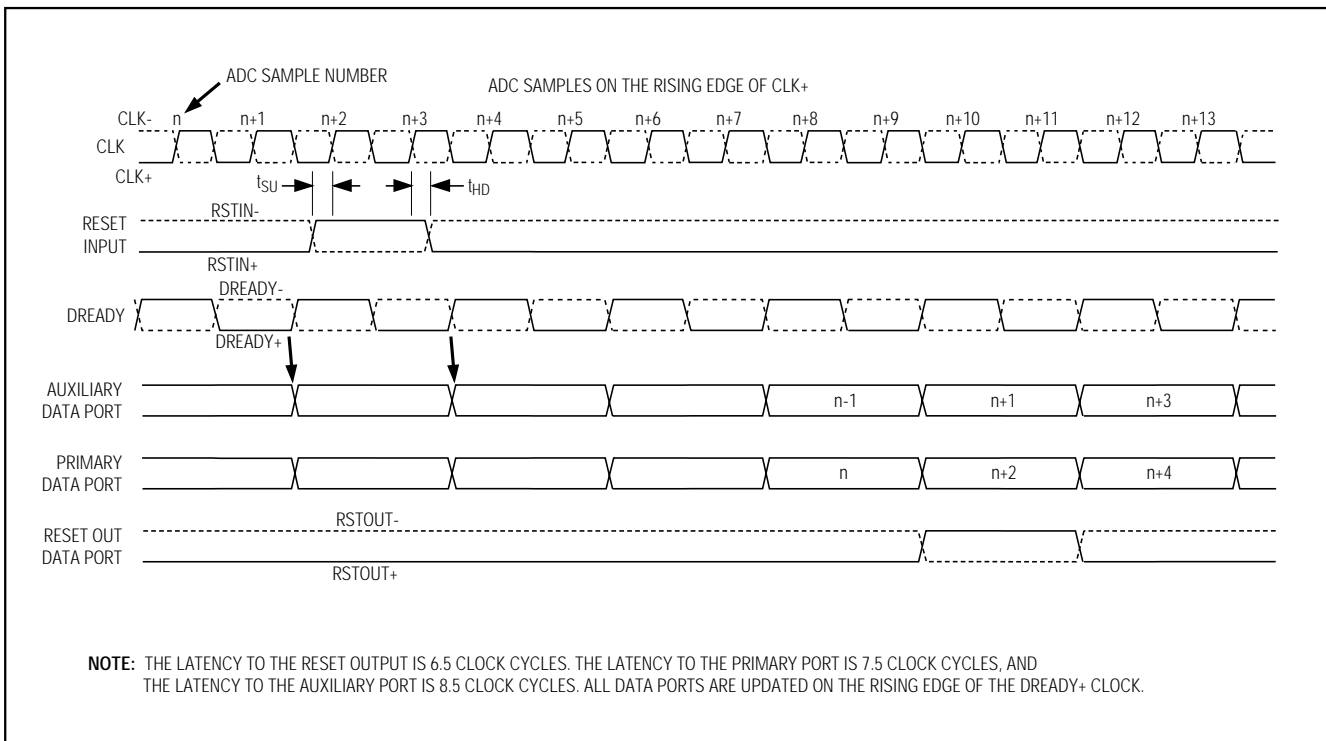 ADC SAMPLE NUMBER
ADC SAMPLES ON THE RISING EDGE OF CLK+
CLK-
n
n+1
n+2
n+3
n+4
n+5
n+6
n+7
n+8
n+9
n+10
n+11
n+12
n+13
CLK
CLK+
tSU
tHD
RSTIN-
RESET
INPUT
RSTIN+
DREADY-
DREADY
DREADY+
AUXILIARY
DATA PORT
n-1
n+1
n+3
PRIMARY
DATA PORT
n
n+2
n+4
RSTOUT-
RESET OUT
DATA PORT
RSTOUT+
NOTE: THE LATENCY TO THE RESET OUTPUT IS 6.5 CLOCK CYCLES. THE LATENCY TO THE PRIMARY PORT IS 7.5 CLOCK CYCLES, AND
THE LATENCY TO THE AUXILIARY PORT IS 8.5 CLOCK CYCLES. ALL DATA PORTS ARE UPDATED ON THE RISING EDGE OF THE DREADY+ CLOCK.